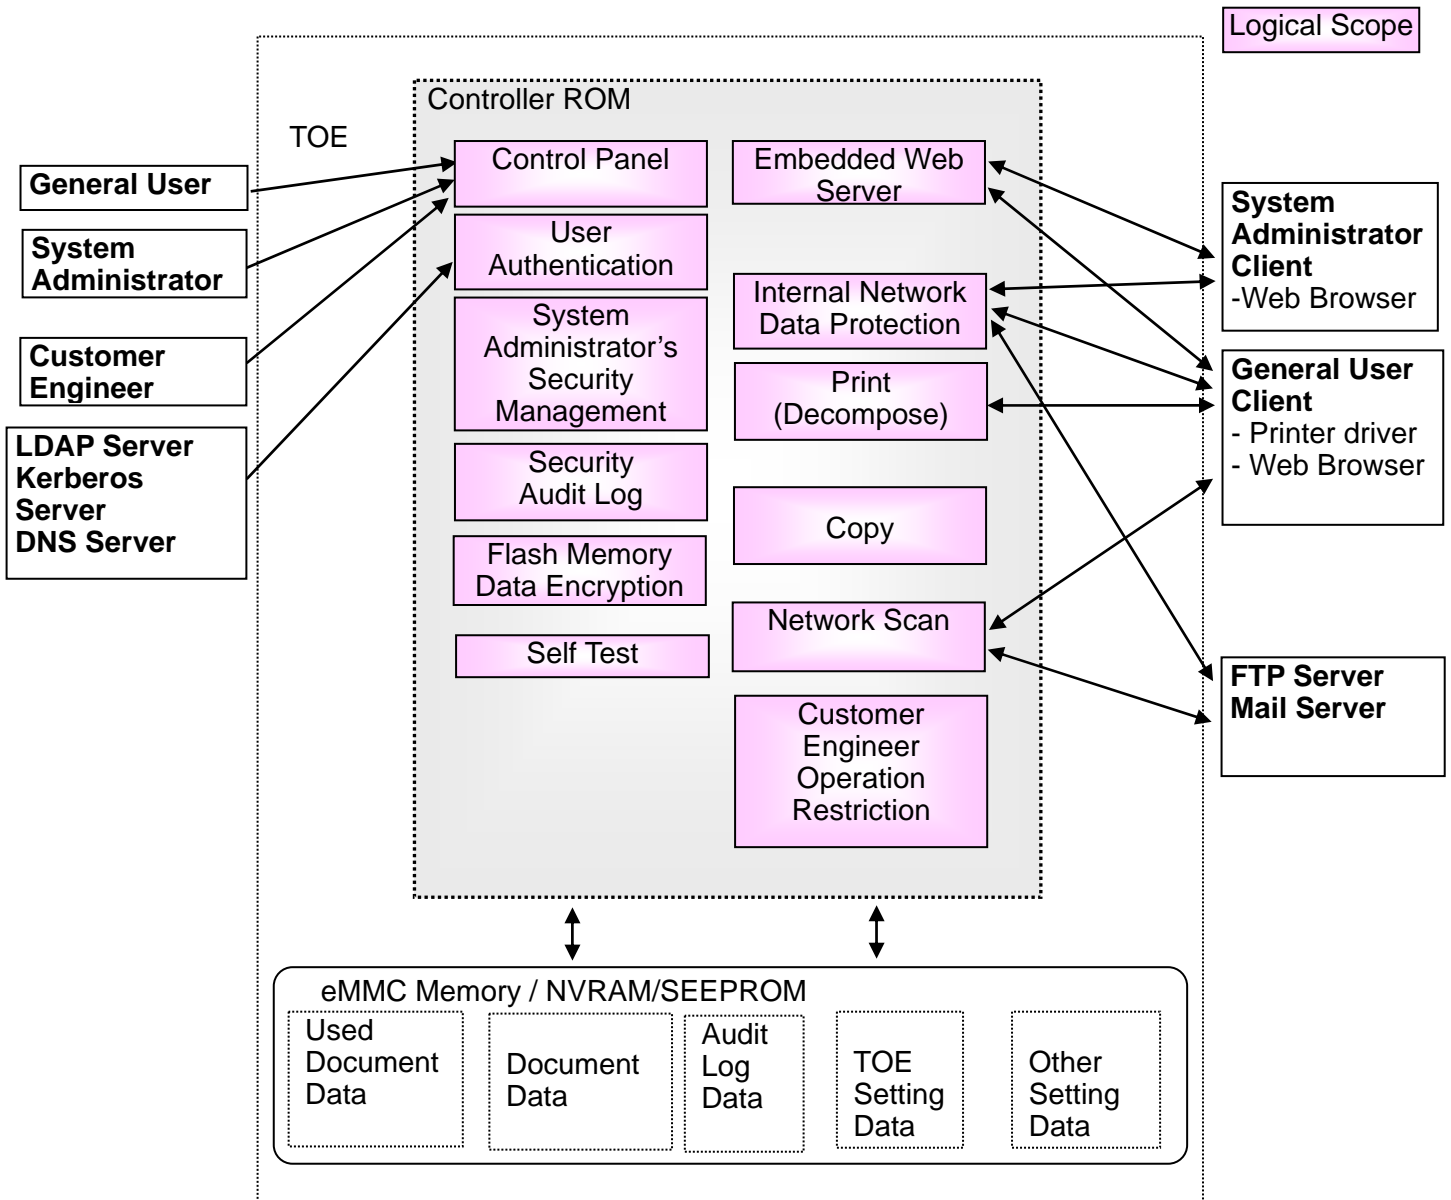 Logical Scope
Controller ROM
TOE
General User
System
Administrator
Customer
Engineer
LDAP Server
Kerberos
Server
DNS Server
Control Panel
User
Authentication
System
Administrator’s
Security
Management
Security
Audit Log
Flash Memory
Data Encryption
Self Test
Embedded Web
Server
Internal Network
Data Protection
Print
(Decompose)
Copy
Network Scan
Customer
Engineer
Operation
Restriction
System
Administrator
Client
-Web Browser
General User
Client
- Printer driver
- Web Browser
FTP Server
Mail Server
eMMC Memory / NVRAM/SEEPROM
Used
Document
Data
Document
Data
Audit
Log
Data
TOE
Setting
Data
Other
Setting
Data